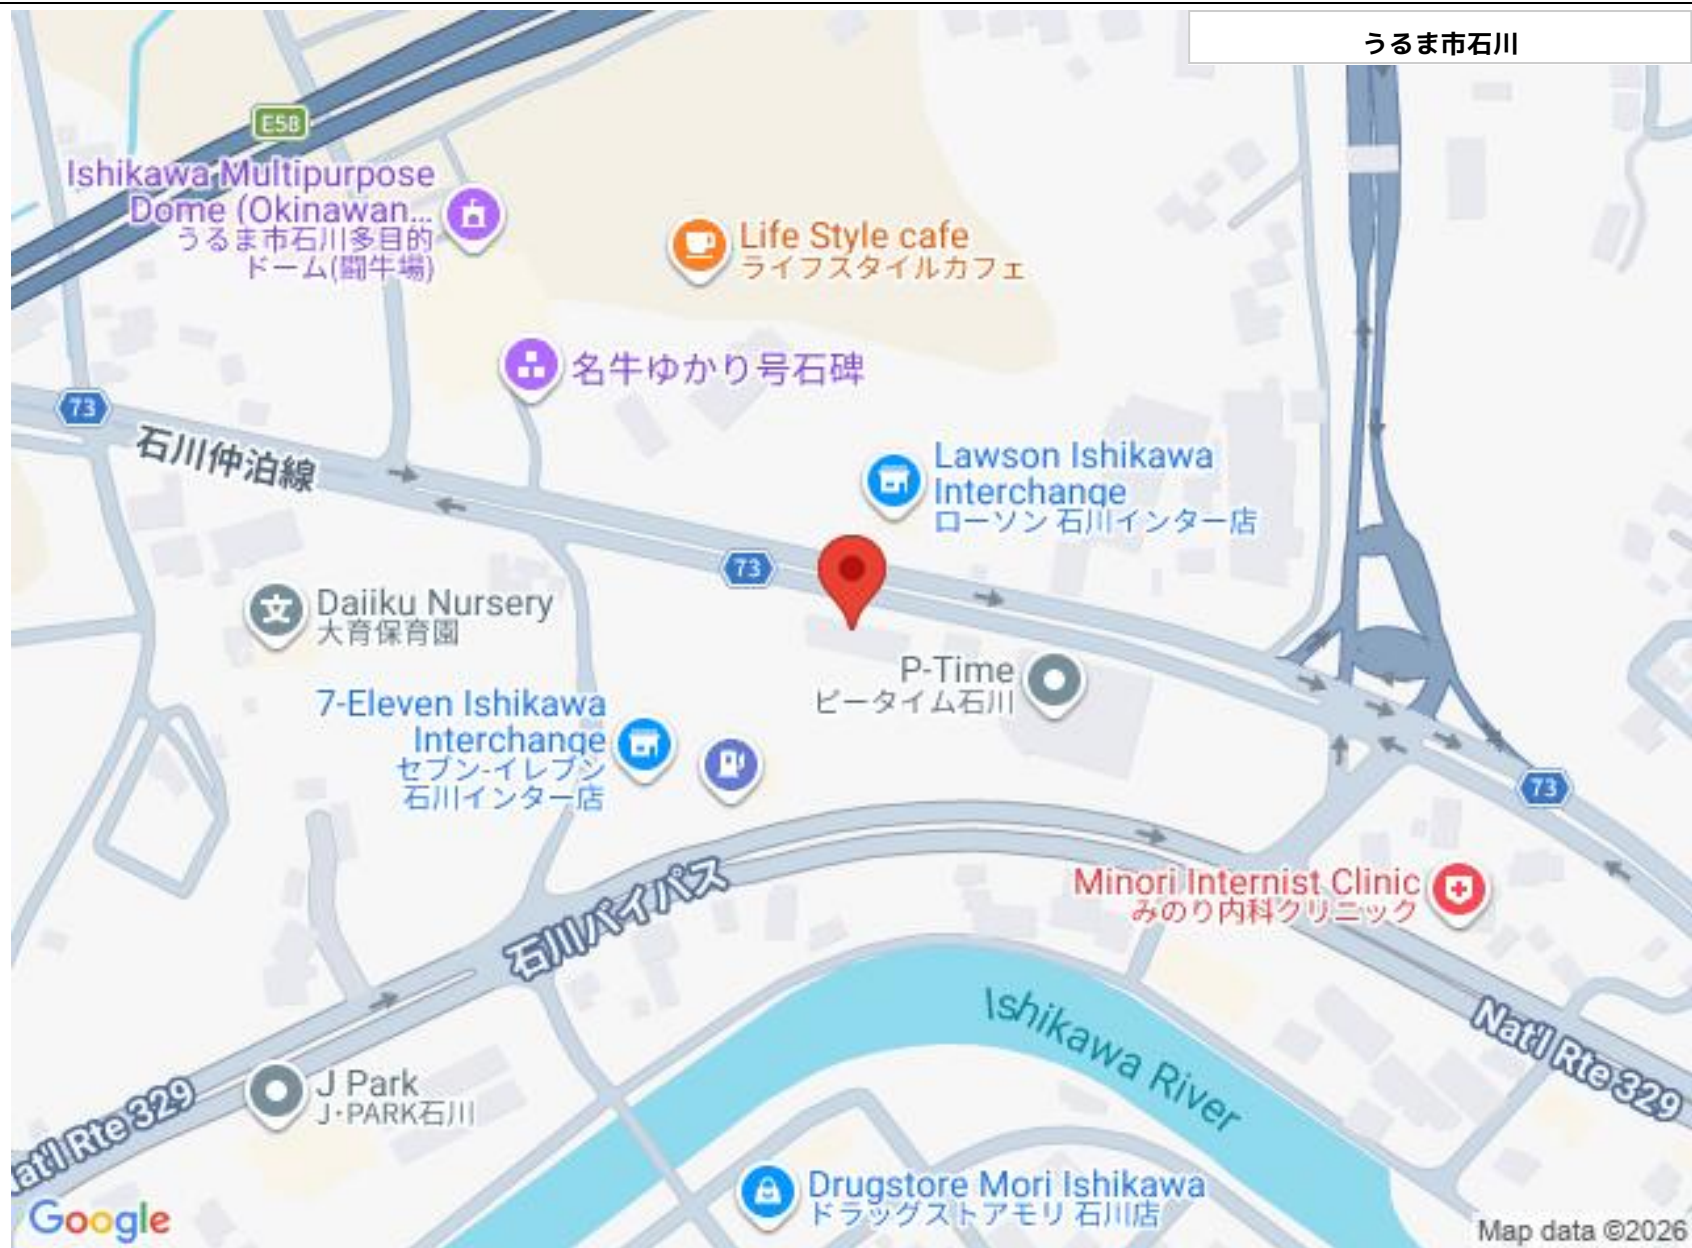 うるま市石川
E58
Ishikawa Multipurpose
Dome (Okinawan...
うるま市石川多目的
ドーム(闘牛場)
Life Style cafe
ライフスタイルカフェ
名牛ゆかり号石碑
73
石川仲泊線
Lawson Ishikawa
Interchange
ローソン 石川インター店
73
Daiiku Nursery
大育保育園
P-Time
ピータイム石川
7-Eleven Ishikawa
Interchange
セブン-イレブン
石川インター店
73
石川バイパス
Minori Internist Clinic
みのり内科クリニック
Ishikawa River
Nat'l Rte 329
J Park
J・PARK石川
Nat'l Rte 329
Drugstore Mori Ishikawa
ドラッグストアモリ 石川店
Google
Map data ©2026